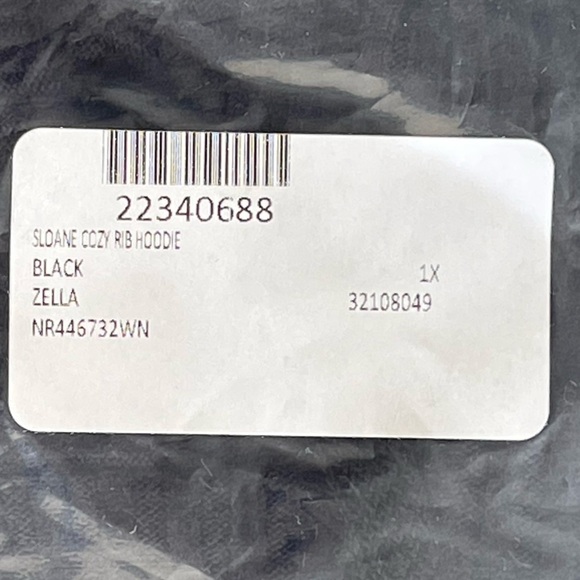 22340688
SLOANE COZY RIB HOODIE
BLACK 1X
ZELLA 32108049
NR446732WN